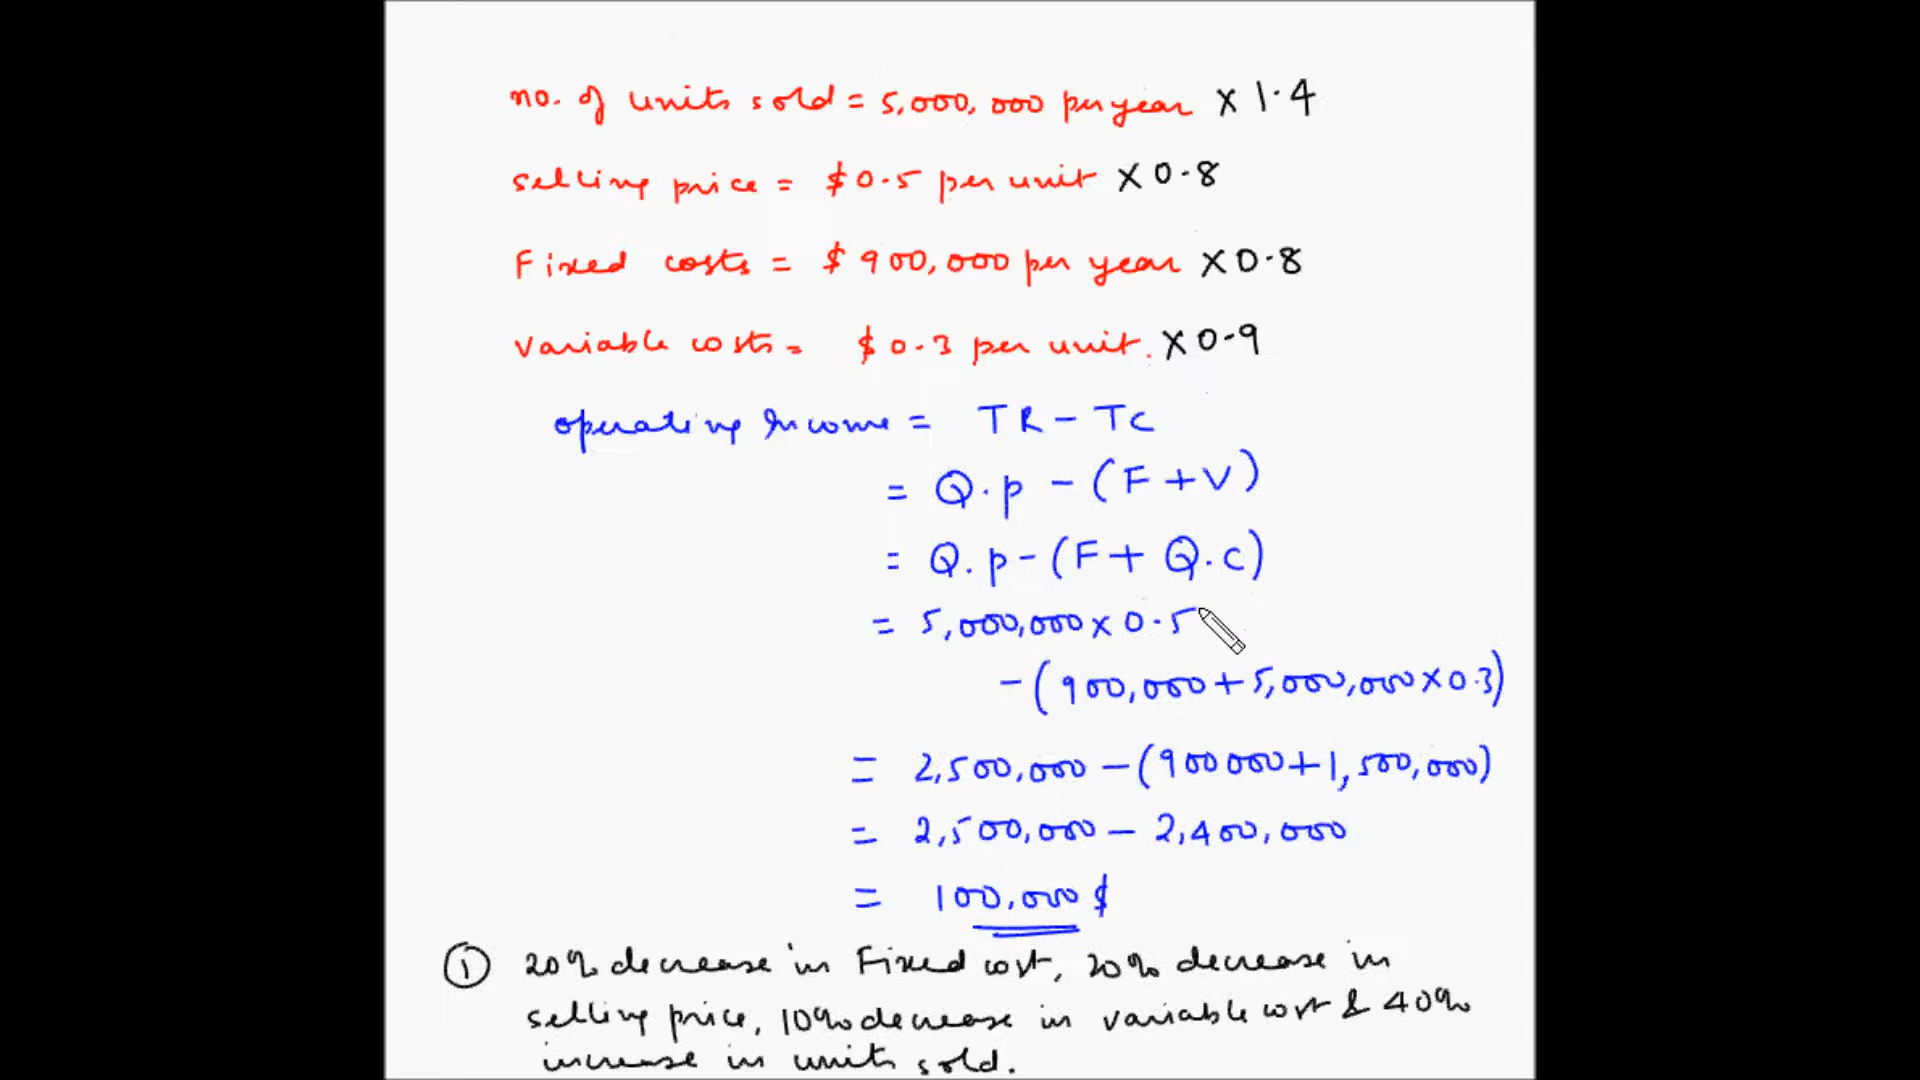 no. of units sold = 5,000,000 per year × 1.4
selling price = $0.5 per unit × 0.8
Fixed costs = $900,000 per year × 0.8
variable costs = $0.3 per unit. × 0.9
operating Income = TR - TC
= Q.p - (F + V)
= Q.p - (F + Q.C)
= 5,000,000 × 0.5
- (900,000 + 5,000,000 × 0.3)
= 2,500,000 - (900000 + 1,500,000)
= 2,500,000 - 2,400,000
= 100,000 $
① 20% decrease in Fixed cost, 20% decrease in
selling price, 10% decrease in variable cost & 40%
increase in units sold.